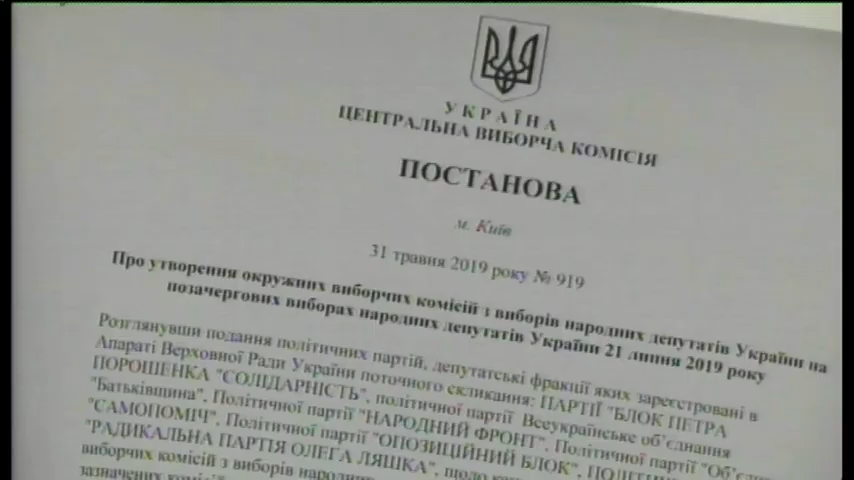 УКРАЇНА
ЦЕНТРАЛЬНА ВИБОРЧА КОМІСІЯ
ПОСТАНОВА
м. Київ
31 травня 2019 року № 919
Про утворення окружних виборчих комісій з виборів народних депутатів України на
позачергових виборах народних депутатів України 21 липня 2019 року
Розглянувши подання політичних партій, депутатські фракції яких зареєстровані в
Апараті Верховної Ради України поточного скликання: ПАРТІЇ "БЛОК ПЕТРА
ПОРОШЕНКА "СОЛІДАРНІСТЬ", політичної партії Всеукраїнське об’єднання
"Батьківщина", Політичної партії "НАРОДНИЙ ФРОНТ", Політичної партії "Об’єдн
"САМОПОМІЧ", Політичної партії "ОПОЗИЦІЙНИЙ БЛОК", ПОЛІТИ
"РАДИКАЛЬНА ПАРТІЯ ОЛЕГА ЛЯШКА", щодо
виборчих комісій з виборів народн
зазначених комі